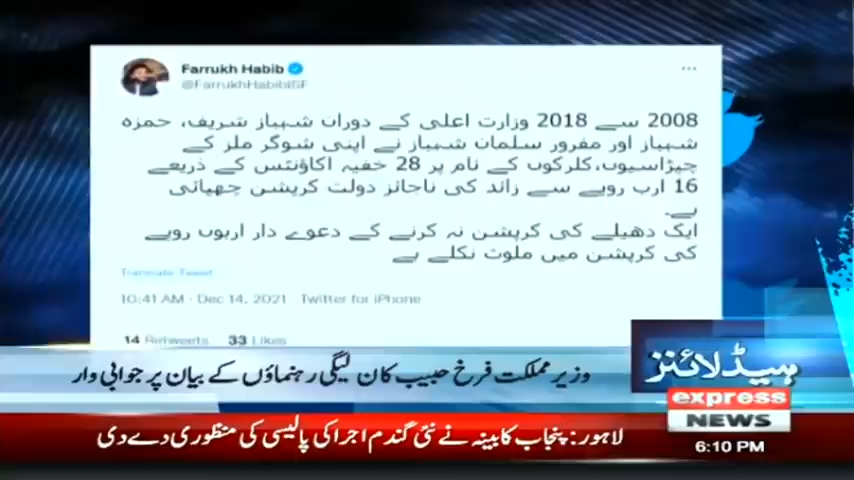 Farrukh Habib
@FarrukhHabibISF
2008 سے 2018 وزارت اعلی کے دوران شہباز شریف، حمزہ
شہباز اور مفرور سلمان شہباز نے اپنی شوگر ملز کے
چپڑاسیوں،کلرکوں کے نام پر 28 خفیہ اکاؤنٹس کے ذریعے
16 ارب روپے سے زائد کی ناجائز دولت کرپشن چھپائی
ہے۔
ایک دھیلے کی کرپشن نہ کرنے کے دعوے دار اربوں روپے
کی کرپشن میں ملوث نکلے ہے
Translate Tweet
10:41 AM · Dec 14, 2021 Twitter for iPhone
14 Retweets 33 Likes
وزیر مملکت فرخ حبیب کا ن لیگی رہنماؤں کے بیان پر جوابی وار
ہیڈلائنز
express
NEWS
لاہور: پنجاب کابینہ نے نئی گندم اجرا کی پالیسی کی منظوری دے دی
6:10 PM